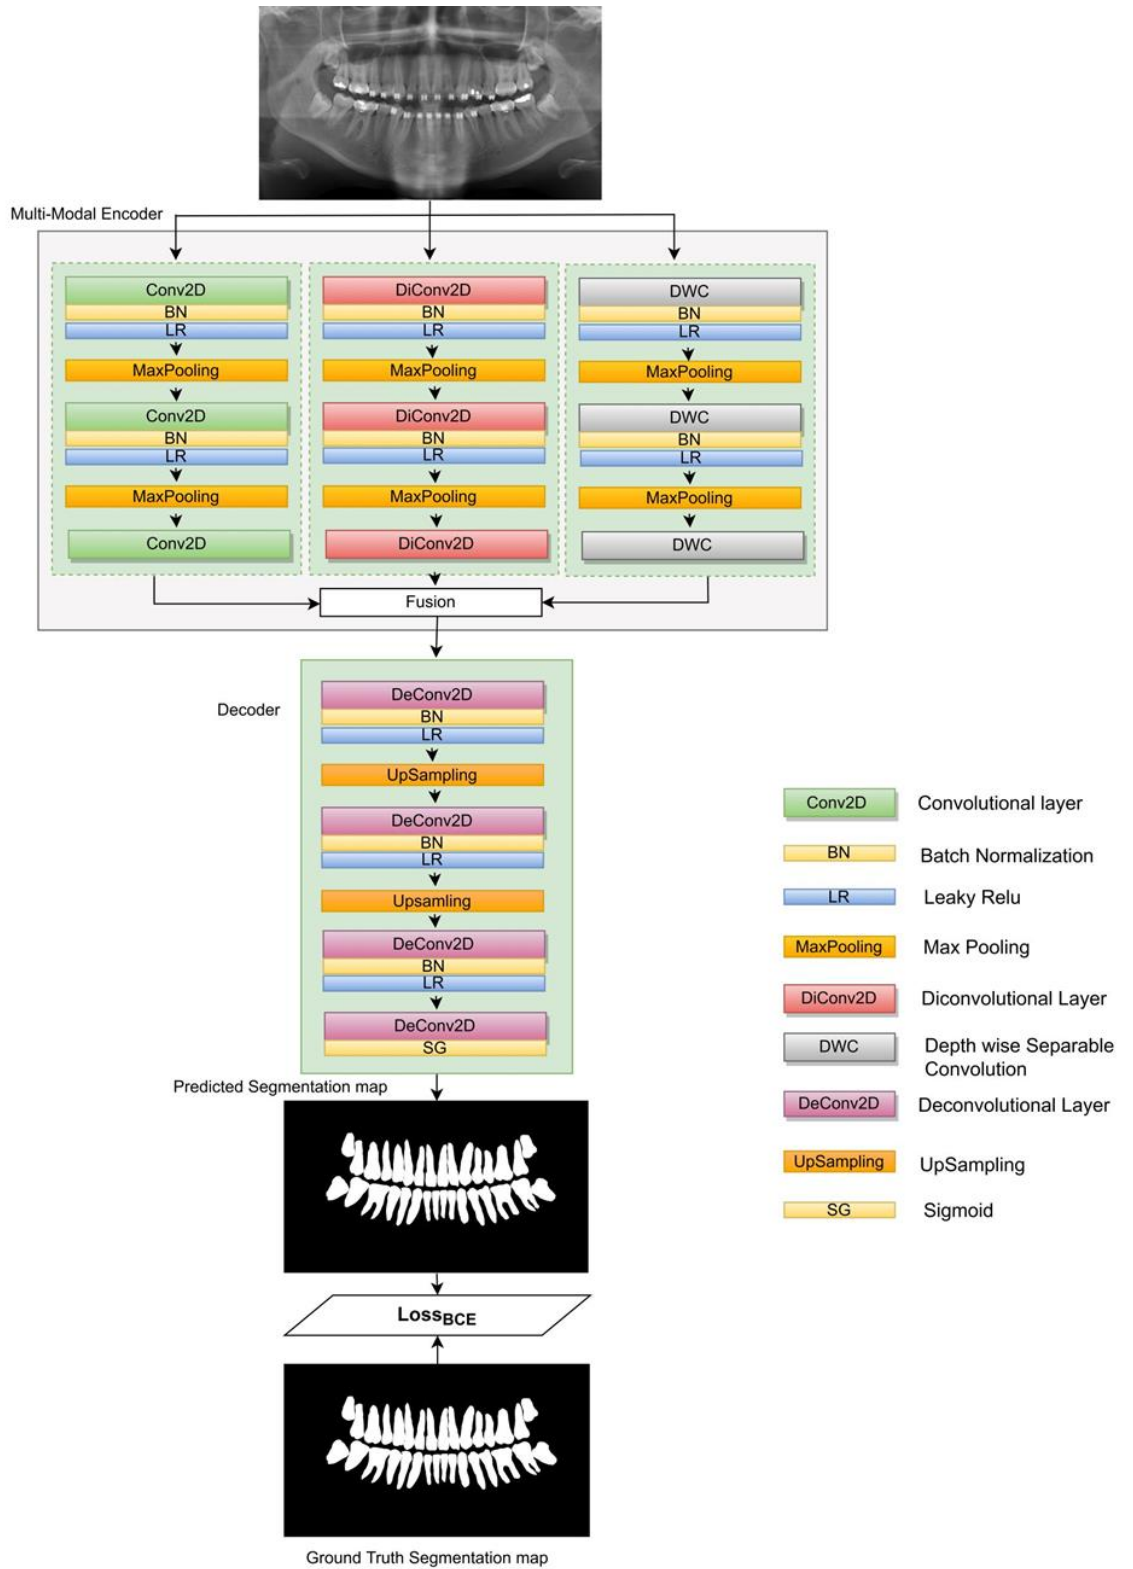 Multi-Modal Encoder
Conv2D
BN
LR
MaxPooling
Conv2D
BN
LR
MaxPooling
Conv2D
DiConv2D
BN
LR
MaxPooling
DiConv2D
BN
LR
MaxPooling
DiConv2D
DWC
BN
LR
MaxPooling
DWC
BN
LR
MaxPooling
DWC
Fusion
Decoder
DeConv2D
BN
LR
UpSampling
DeConv2D
BN
LR
Upsamling
DeConv2D
BN
LR
DeConv2D
SG
Predicted Segmentation map
LossBCE
Ground Truth Segmentation map
Conv2D Convolutional layer
BN Batch Normalization
LR Leaky Relu
MaxPooling Max Pooling
DiConv2D Diconvolutional Layer
DWC Depth wise Separable
Convolution
DeConv2D Deconvolutional Layer
UpSampling UpSampling
SG Sigmoid